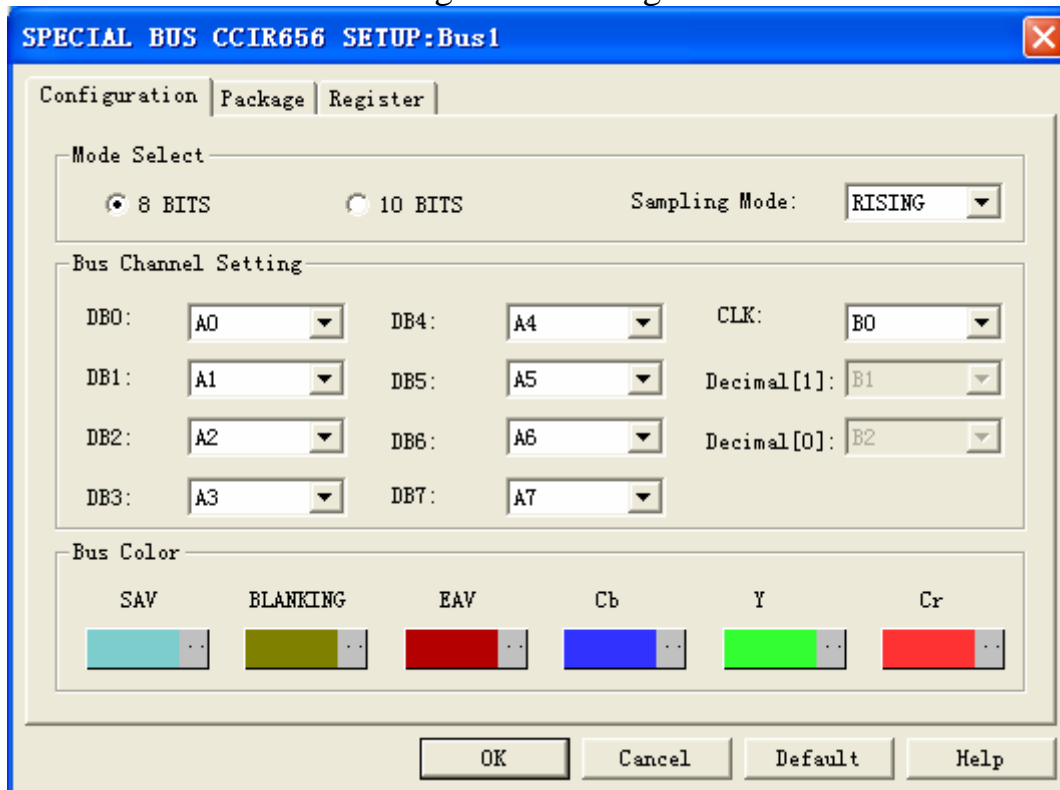 SPECIAL BUS CCIR656 SETUP:Bus1
Configuration Package Register
Mode Select
8 BITS 10 BITS Sampling Mode: RISING
Bus Channel Setting
DB0: A0 DB4: A4 CLK: B0
DB1: A1 DB5: A5 Decimal[1]: B1
DB2: A2 DB6: A6 Decimal[0]: B2
DB3: A3 DB7: A7
Bus Color
SAV BLANKING EAV Cb Y Cr
.. .. .. .. .. ..
OK Cancel Default Help